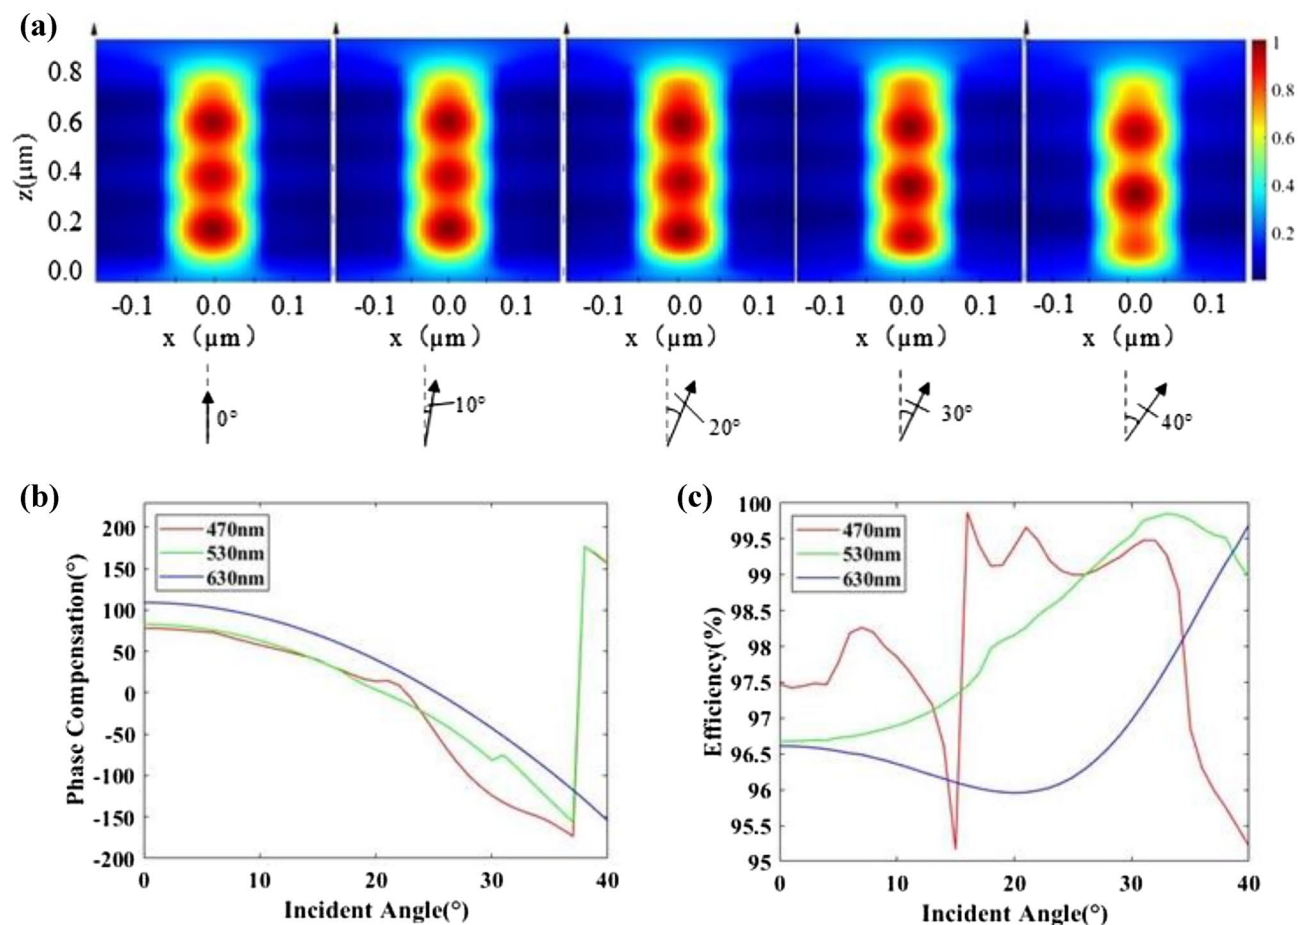 (a)
0.8
0.6
0.4
0.2
0.0
z(μm)
-0.1 0.0 0.1
x (μm)
-0.1 0.0 0.1
x (μm)
-0.1 0.0 0.1
x (μm)
-0.1 0.0 0.1
x (μm)
-0.1 0.0 0.1
x (μm)
1
0.8
0.6
0.4
0.2
0°
10°
20°
30°
40°
(b)
470nm
530nm
630nm
200
150
100
50
0
-50
-100
-150
-200
Phase Compensation(°)
0 10 20 30 40
Incident Angle(°)
(c)
470nm
530nm
630nm
100
99.5
99
98.5
98
97.5
97
96.5
96
95.5
95
Efficiency(%)
0 10 20 30 40
Incident Angle(°)